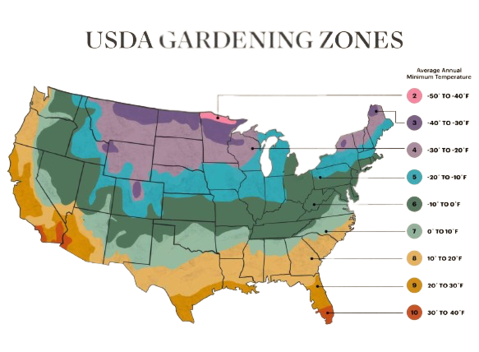 USDA GARDENING ZONES
Average Annual
Minimum Temperature
2 -50° TO -40°F
3 -40° TO -30°F
4 -30° TO -20°F
5 -20° TO -10°F
6 -10° TO 0°F
7 0° TO 10°F
8 10° TO 20°F
9 20° TO 30°F
10 30° TO 40°F